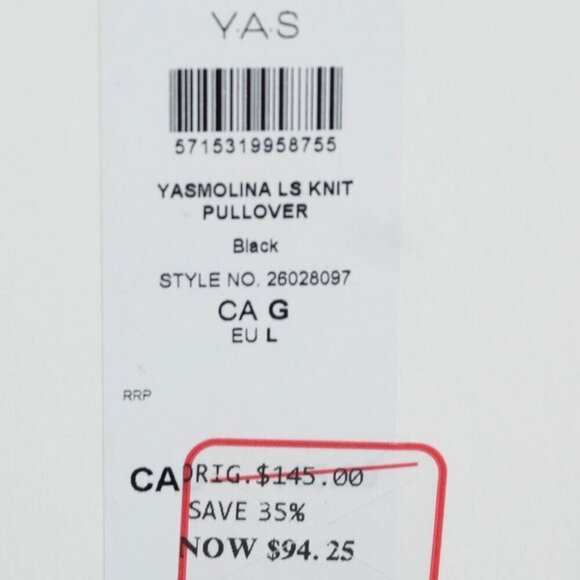 Y.A.S
5715319958755
YASMOLINA LS KNIT
PULLOVER
Black
STYLE NO. 26028097
CA G
EU L
RRP
CA
ORIG.$145.00
SAVE 35%
NOW $94.25